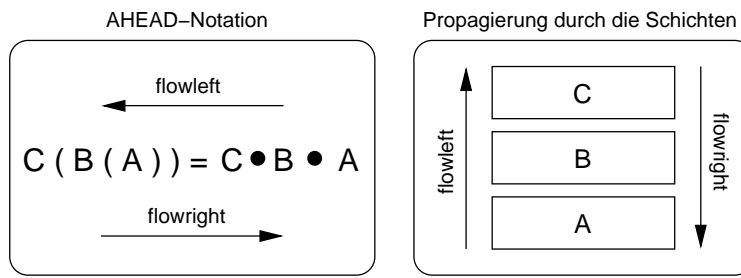 AHEAD–Notation
flowleft
C ( B ( A ) ) = C • B • A
flowright
Propagierung durch die Schichten
flowleft
C
B
A
flowright